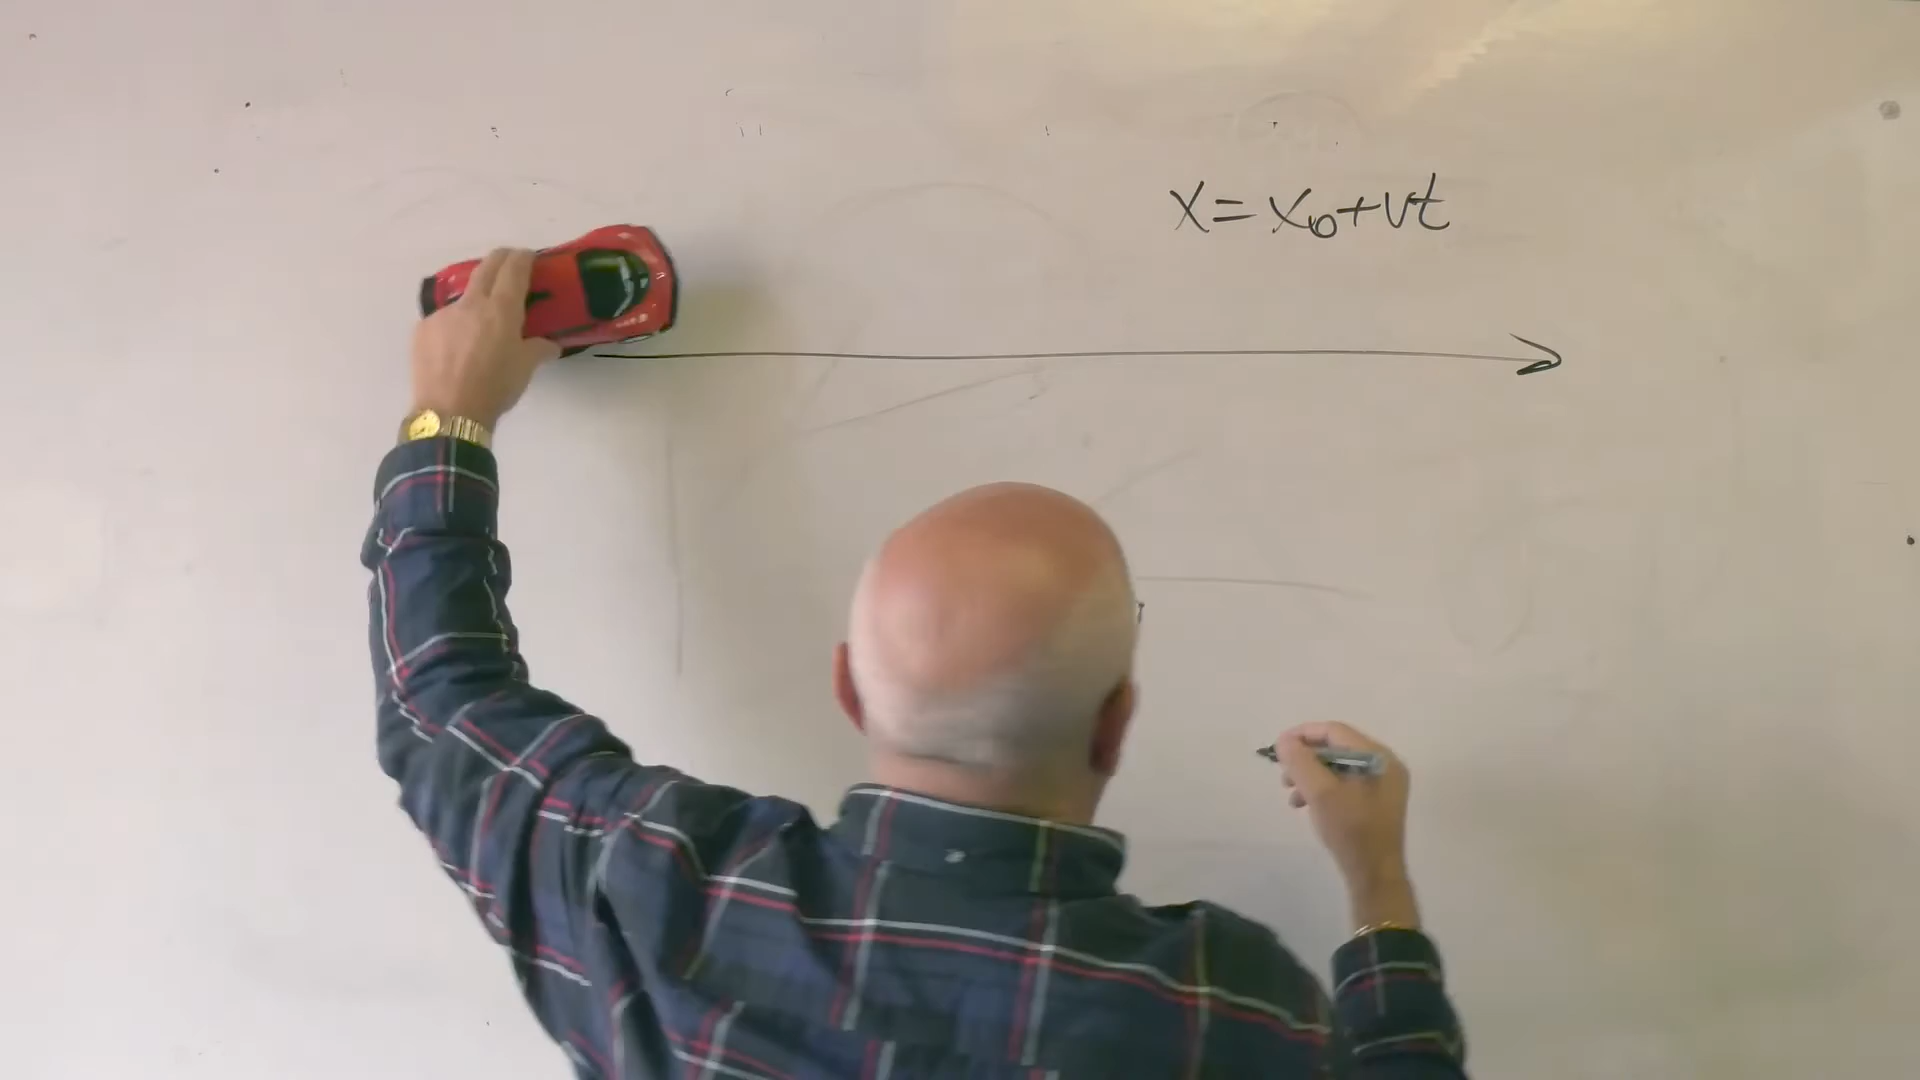 x = x₀ + vt